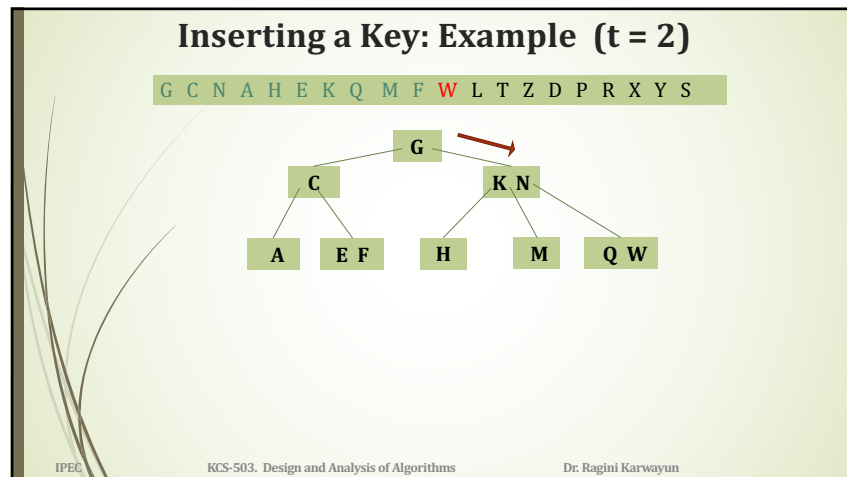 Inserting a Key: Example (t = 2)
G C N A H E K Q M F W L T Z D P R X Y S
G
C K N
A E F H M Q W
IPEC KCS-503. Design and Analysis of Algorithms Dr. Ragini Karwayun